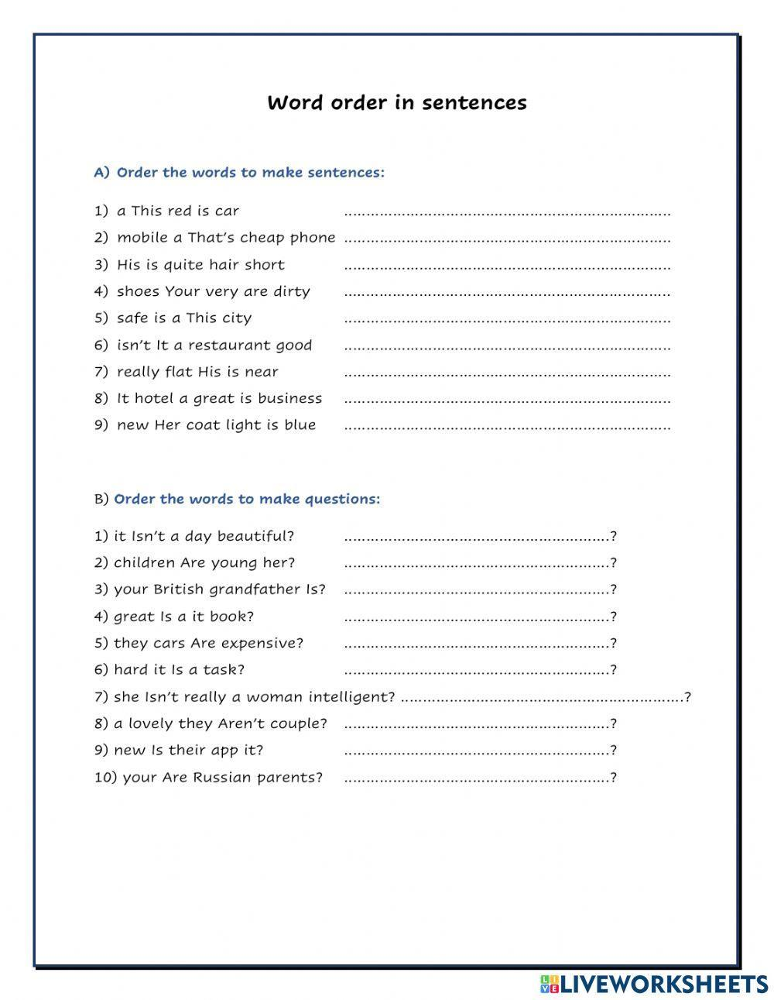 Word order in sentences
A) Order the words to make sentences:
1) a This red is car ..........................................................................
2) mobile a That's cheap phone ..........................................................................
3) His is quite hair short ..........................................................................
4) shoes Your very are dirty ..........................................................................
5) safe is a This city ..........................................................................
6) isn't It a restaurant good ..........................................................................
7) really flat His is near ..........................................................................
8) It hotel a great is business ..........................................................................
9) new Her coat light is blue ..........................................................................
B) Order the words to make questions:
1) it Isn't a day beautiful? ............................................................?
2) children Are young her? ............................................................?
3) your British grandfather Is? ............................................................?
4) great Is a it book? ............................................................?
5) they cars Are expensive? ............................................................?
6) hard it Is a task? ............................................................?
7) she Isn't really a woman intelligent? ................................................................?
8) a lovely they Aren't couple? ............................................................?
9) new Is their app it? ............................................................?
10) your Are Russian parents? ............................................................?
LIVE LIVEWORKSHEETS